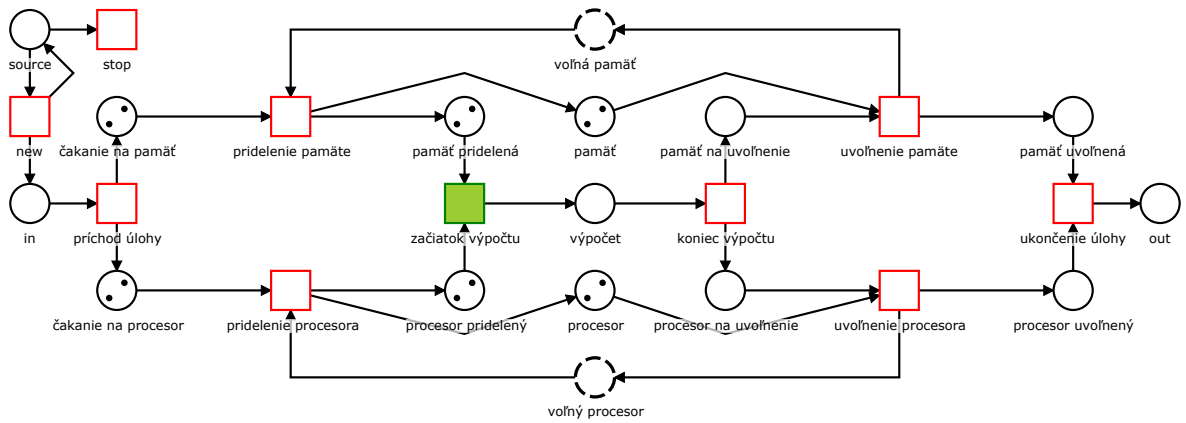 source
stop
voľná pamäť
new
čakanie na pamäť
pridelenie pamäte
pamäť pridelená
pamäť
pamäť na uvoľnenie
uvoľnenie pamäte
pamäť uvoľnená
in
príchod úlohy
začiatok výpočtu
výpočet
koniec výpočtu
ukončenie úlohy
out
čakanie na procesor
pridelenie procesora
procesor pridelený
procesor
procesor na uvoľnenie
uvoľnenie procesora
procesor uvoľnený
voľný procesor